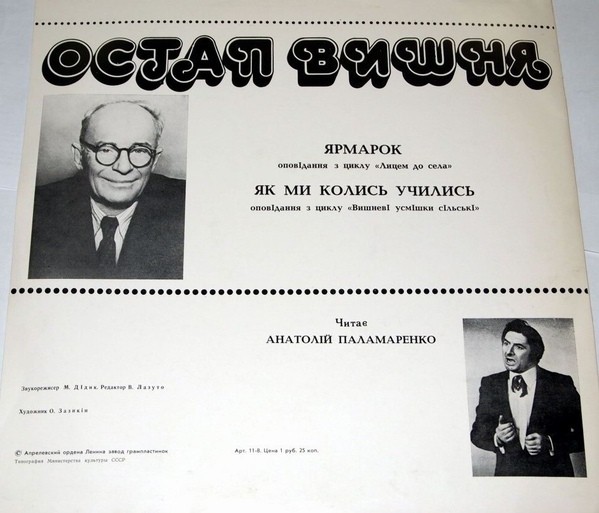 ОСТАП ВИШНЯ
ЯРМАРОК
оповідання з циклу «Лицем до села»
ЯК МИ КОЛИСЬ УЧИЛИСЬ
оповідання з циклу «Вишневі усмішки сільські»
Читає
АНАТОЛІЙ ПАЛАМАРЕНКО
Звукорежисер М. Дідик. Редактор В. Лазуто
Художник О. Зазикін
© Апрелевский ордена Ленина завод грампластинок
Типография Министерства культуры СССР
Арт. 11-8. Цена 1 руб. 25 коп.